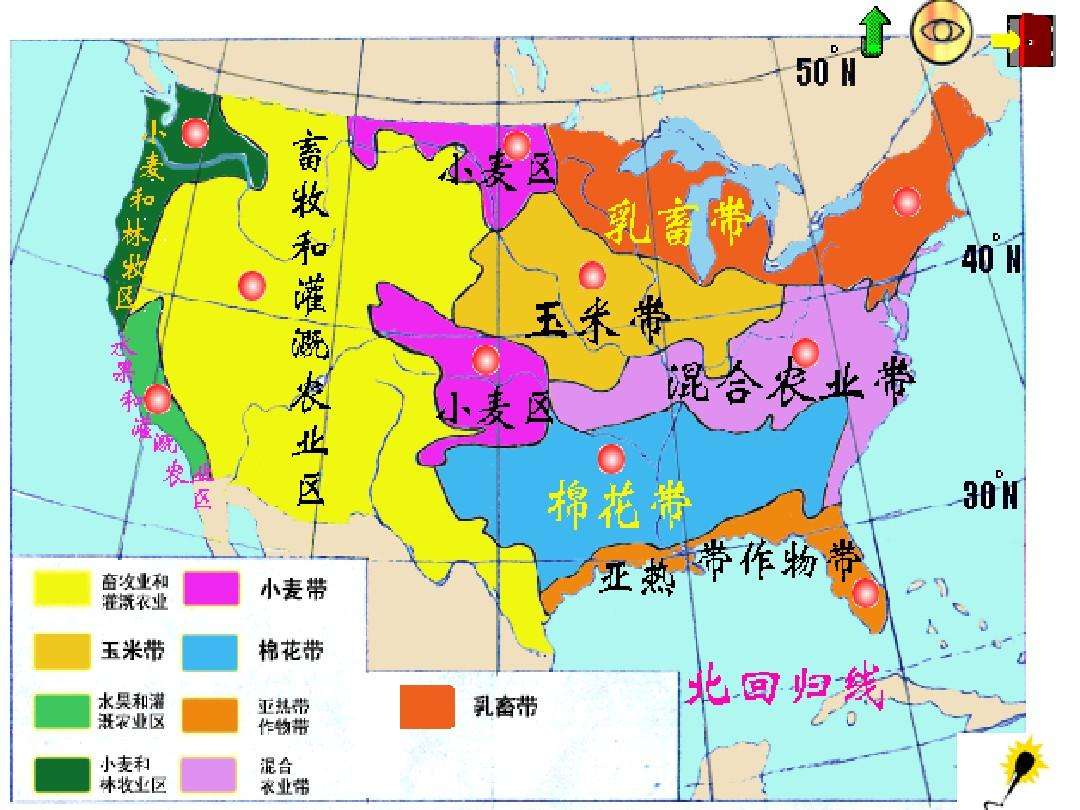 50°N
畜牧和灌溉农业区
小麦和林牧区
小麦区
乳畜带
40°N
玉米带
水果和灌溉农业区
混合农业带
小麦区
30°N
棉花带
亚热带作物带
北回归线
畜牧业和
灌溉农业
小麦带
玉米带
棉花带
水果和灌
溉农业区
亚热带
作物带
乳畜带
小麦和
林牧业区
混合
农业带